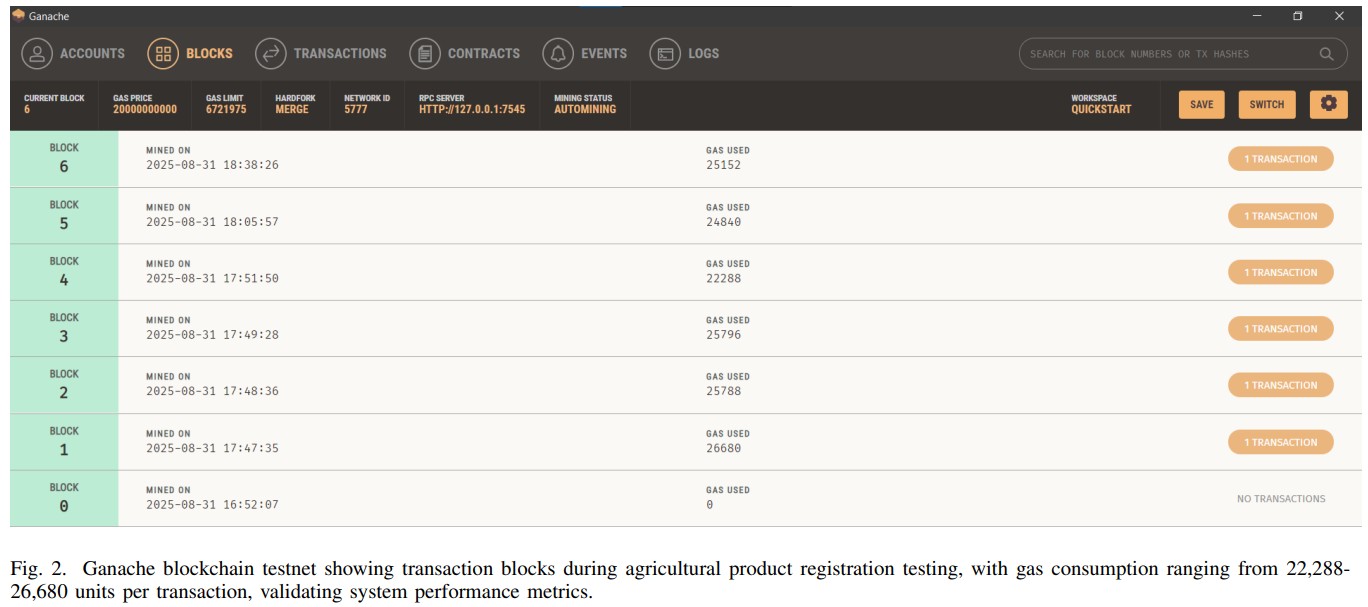 Ganache
ACCOUNTS BLOCKS TRANSACTIONS CONTRACTS EVENTS LOGS SEARCH FOR BLOCK NUMBERS OR TX HASHES
CURRENT BLOCK GAS PRICE GAS LIMIT HARDFORK NETWORK ID RPC SERVER MINING STATUS WORKSPACE
6 20000000000 6721975 MERGE 5777 HTTP://127.0.0.1:7545 AUTOMINING QUICKSTART SAVE SWITCH
BLOCK MINED ON GAS USED
6 2025-08-31 18:38:26 25152 1 TRANSACTION
BLOCK MINED ON GAS USED
5 2025-08-31 18:05:57 24840 1 TRANSACTION
BLOCK MINED ON GAS USED
4 2025-08-31 17:51:50 22288 1 TRANSACTION
BLOCK MINED ON GAS USED
3 2025-08-31 17:49:28 25796 1 TRANSACTION
BLOCK MINED ON GAS USED
2 2025-08-31 17:48:36 25788 1 TRANSACTION
BLOCK MINED ON GAS USED
1 2025-08-31 17:47:35 26680 1 TRANSACTION
BLOCK MINED ON GAS USED
0 2025-08-31 16:52:07 0 NO TRANSACTIONS
Fig. 2. Ganache blockchain testnet showing transaction blocks during agricultural product registration testing, with gas consumption ranging from 22,288-
26,680 units per transaction, validating system performance metrics.